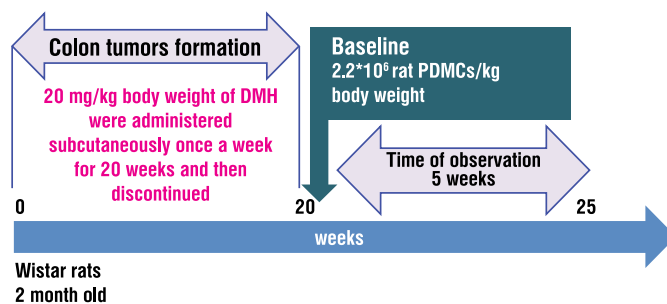 Colon tumors formation
20 mg/kg body weight of DMH
were administered
subcutaneously once a week
for 20 weeks and then
discontinued
Baseline
2.2*10⁶ rat PDMCs/kg
body weight
Time of observation
5 weeks
0
20
25
weeks
Wistar rats
2 month old